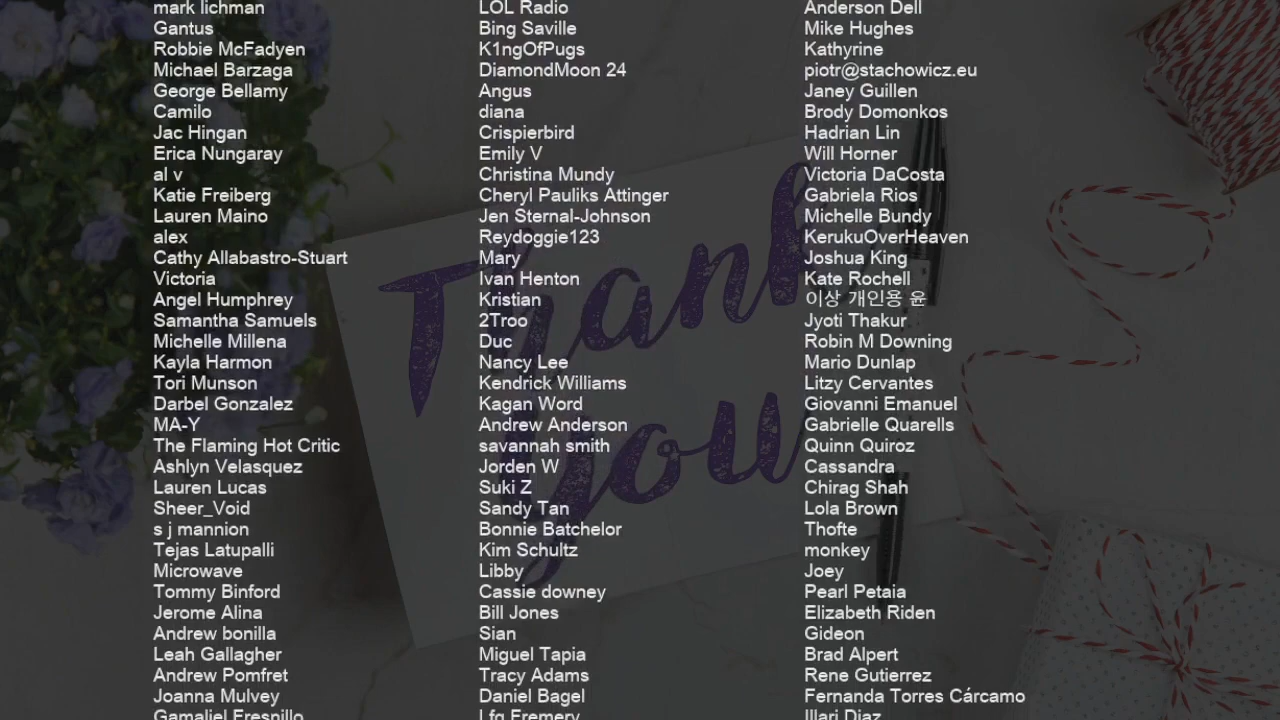 mark lichman
Gantus
Robbie McFadyen
Michael Barzaga
George Bellamy
Camilo
Jac Hingan
Erica Nungaray
al v
Katie Freiberg
Lauren Maino
alex
Cathy Allabastro-Stuart
Victoria
Angel Humphrey
Samantha Samuels
Michelle Millena
Kayla Harmon
Tori Munson
Darbel Gonzalez
MA-Y
The Flaming Hot Critic
Ashlyn Velasquez
Lauren Lucas
Sheer_Void
s j mannion
Tejas Latupalli
Microwave
Tommy Binford
Jerome Alina
Andrew bonilla
Leah Gallagher
Andrew Pomfret
Joanna Mulvey
Gamaliel Fresnillo
LOL Radio
Bing Saville
K1ngOfPugs
DiamondMoon 24
Angus
diana
Crispierbird
Emily V
Christina Mundy
Cheryl Pauliks Attinger
Jen Sternal-Johnson
Reydoggie123
Mary
Ivan Henton
Kristian
2Troo
Duc
Nancy Lee
Kendrick Williams
Kagan Word
Andrew Anderson
savannah smith
Jorden W
Suki Z
Sandy Tan
Bonnie Batchelor
Kim Schultz
Libby
Cassie downey
Bill Jones
Sian
Miguel Tapia
Tracy Adams
Daniel Bagel
Anderson Dell
Mike Hughes
Kathyrine
piotr@stachowicz.eu
Janey Guillen
Brody Domonkos
Hadrian Lin
Will Horner
Victoria DaCosta
Gabriela Rios
Michelle Bundy
KerukuOverHeaven
Joshua King
Kate Rochell
이상 개인용 윤
Jyoti Thakur
Robin M Downing
Mario Dunlap
Litzy Cervantes
Giovanni Emanuel
Gabrielle Quarells
Quinn Quiroz
Cassandra
Chirag Shah
Lola Brown
Thofte
monkey
Joey
Pearl Petaia
Elizabeth Riden
Gideon
Brad Alpert
Rene Gutierrez
Fernanda Torres Cárcamo
Illari Diaz
Thank
you